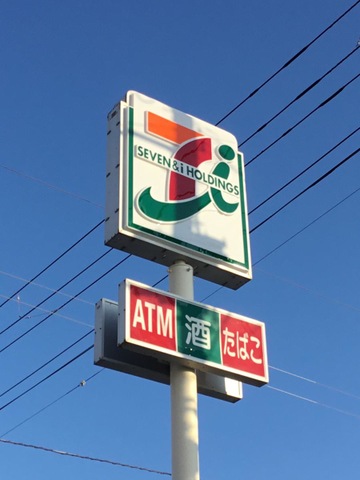 SEVEN&i HOLDINGS
ATM 酒 たばこ